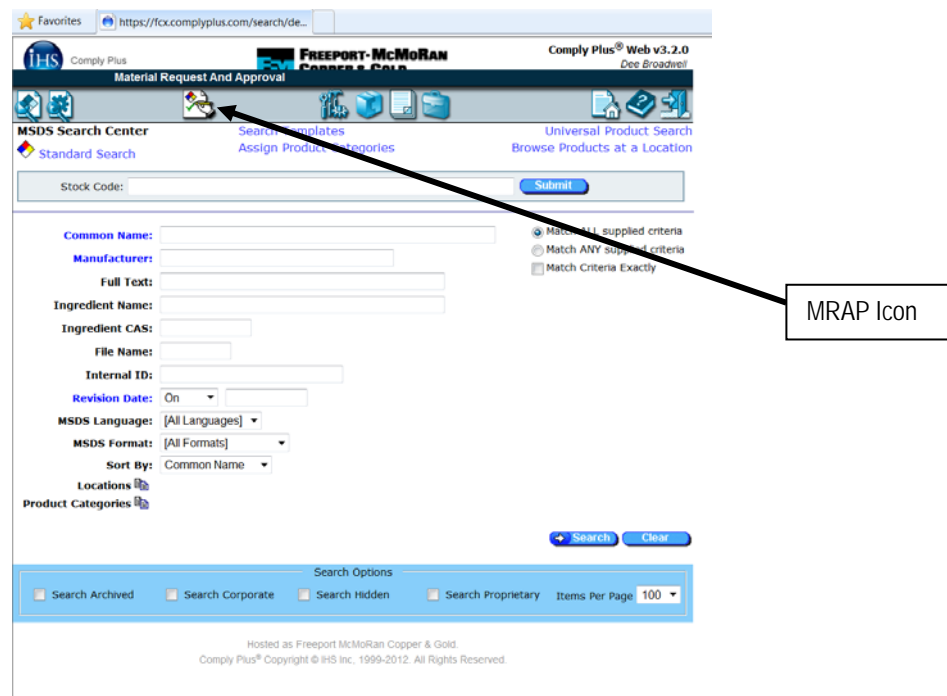 Favorites https://fcx.complyplus.com/search/de...
IHS Comply Plus FREEPORT-MCMORAN Comply Plus® Web v3.2.0
COPPER & GOLD Dee Broadwell
Material Request And Approval
MSDS Search Center Search Templates Universal Product Search
Standard Search Assign Product Categories Browse Products at a Location
Stock Code: Submit
Common Name: Match ALL supplied criteria
Manufacturer: Match ANY supplied criteria
Full Text: Match Criteria Exactly
Ingredient Name:
MRAP Icon
Ingredient CAS:
File Name:
Internal ID:
Revision Date: On
MSDS Language: [All Languages]
MSDS Format: [All Formats]
Sort By: Common Name
Locations
Product Categories
Search Clear
Search Options
Search Archived Search Corporate Search Hidden Search Proprietary Items Per Page 100
Hosted as Freeport McMoRan Copper & Gold.
Comply Plus® Copyright © IHS Inc, 1999-2012. All Rights Reserved.